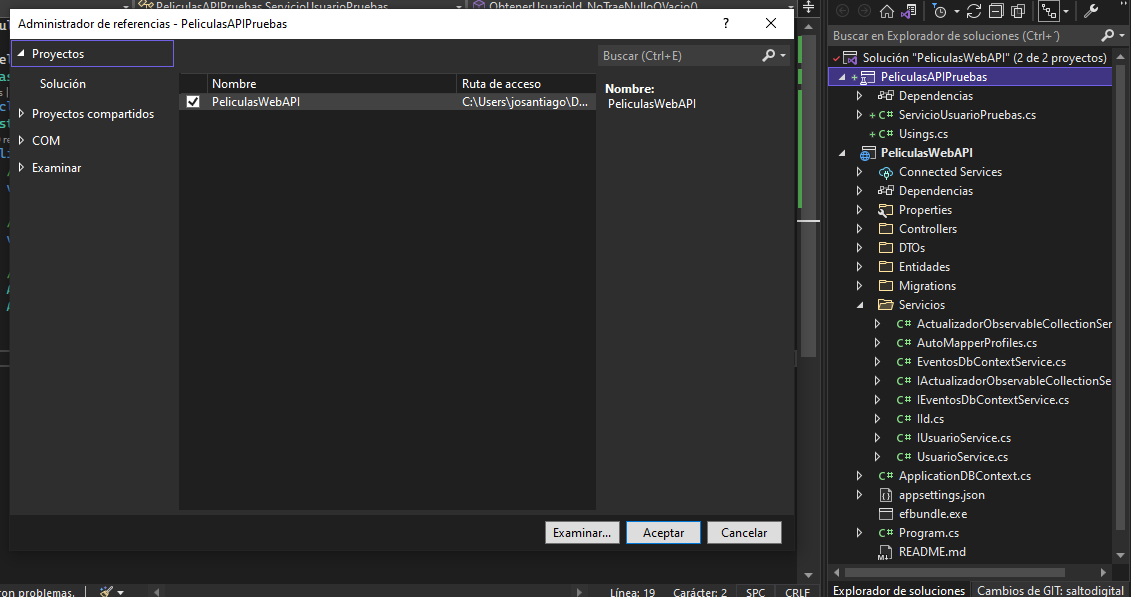 PeliculasAPIPruebas.ServicioUsuarioPruebas
ObtenerUsuarioId_NoTraeNulloOVacio()
Administrador de referencias - PeliculasAPIPruebas
?
Proyectos
Solución
Proyectos compartidos
COM
Examinar
Nombre Ruta de acceso
PeliculasWebAPI C:\Users\josantiago\D...
Buscar (Ctrl+E)
Nombre:
PeliculasWebAPI
Examinar... Aceptar Cancelar
Línea: 19 Carácter: 2 SPC CRLF
Buscar en Explorador de soluciones (Ctrl+´)
Solución "PeliculasWebAPI" (2 de 2 proyectos)
+ PeliculasAPIPruebas
Dependencias
+ C# ServicioUsuarioPruebas.cs
+ C# Usings.cs
PeliculasWebAPI
Connected Services
Dependencias
Properties
Controllers
DTOs
Entidades
Migrations
Servicios
C# ActualizadorObservableCollectionSer
C# AutoMapperProfiles.cs
C# EventosDbContextService.cs
C# IActualizadorObservableCollectionSe
C# IEventosDbContextService.cs
C# IId.cs
C# IUsuarioService.cs
C# UsuarioService.cs
C# ApplicationDBContext.cs
appsettings.json
efbundle.exe
C# Program.cs
README.md
Explorador de soluciones Cambios de GIT: saltodigital